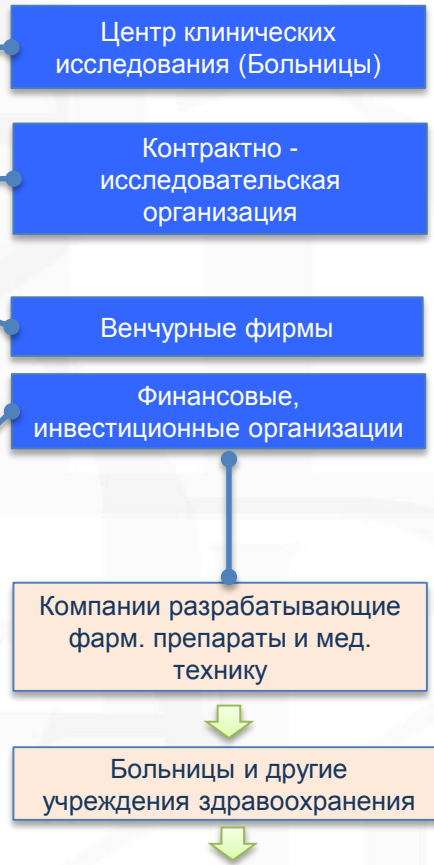 Центр клинических
исследования (Больницы)
Контрактно -
исследовательская
организация
Венчурные фирмы
Финансовые,
инвестиционные организации
Компании разрабатывающие
фарм. препараты и мед.
технику
Больницы и другие
учреждения здравоохранения